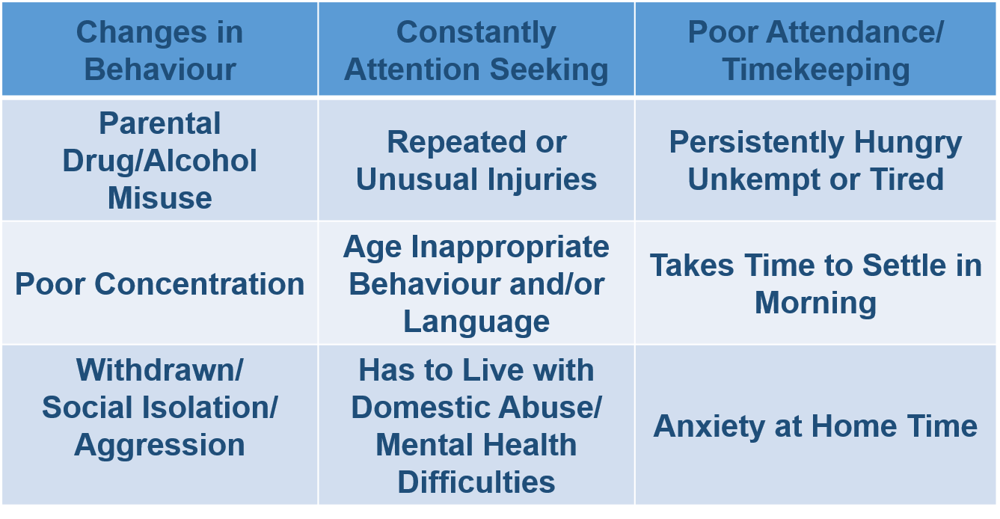 Changes in
Behaviour
Constantly
Attention Seeking
Poor Attendance/
Timekeeping
Parental
Drug/Alcohol
Misuse
Repeated or
Unusual Injuries
Persistently Hungry
Unkempt or Tired
Poor Concentration
Age Inappropriate
Behaviour and/or
Language
Takes Time to Settle in
Morning
Withdrawn/
Social Isolation/
Aggression
Has to Live with
Domestic Abuse/
Mental Health
Difficulties
Anxiety at Home Time